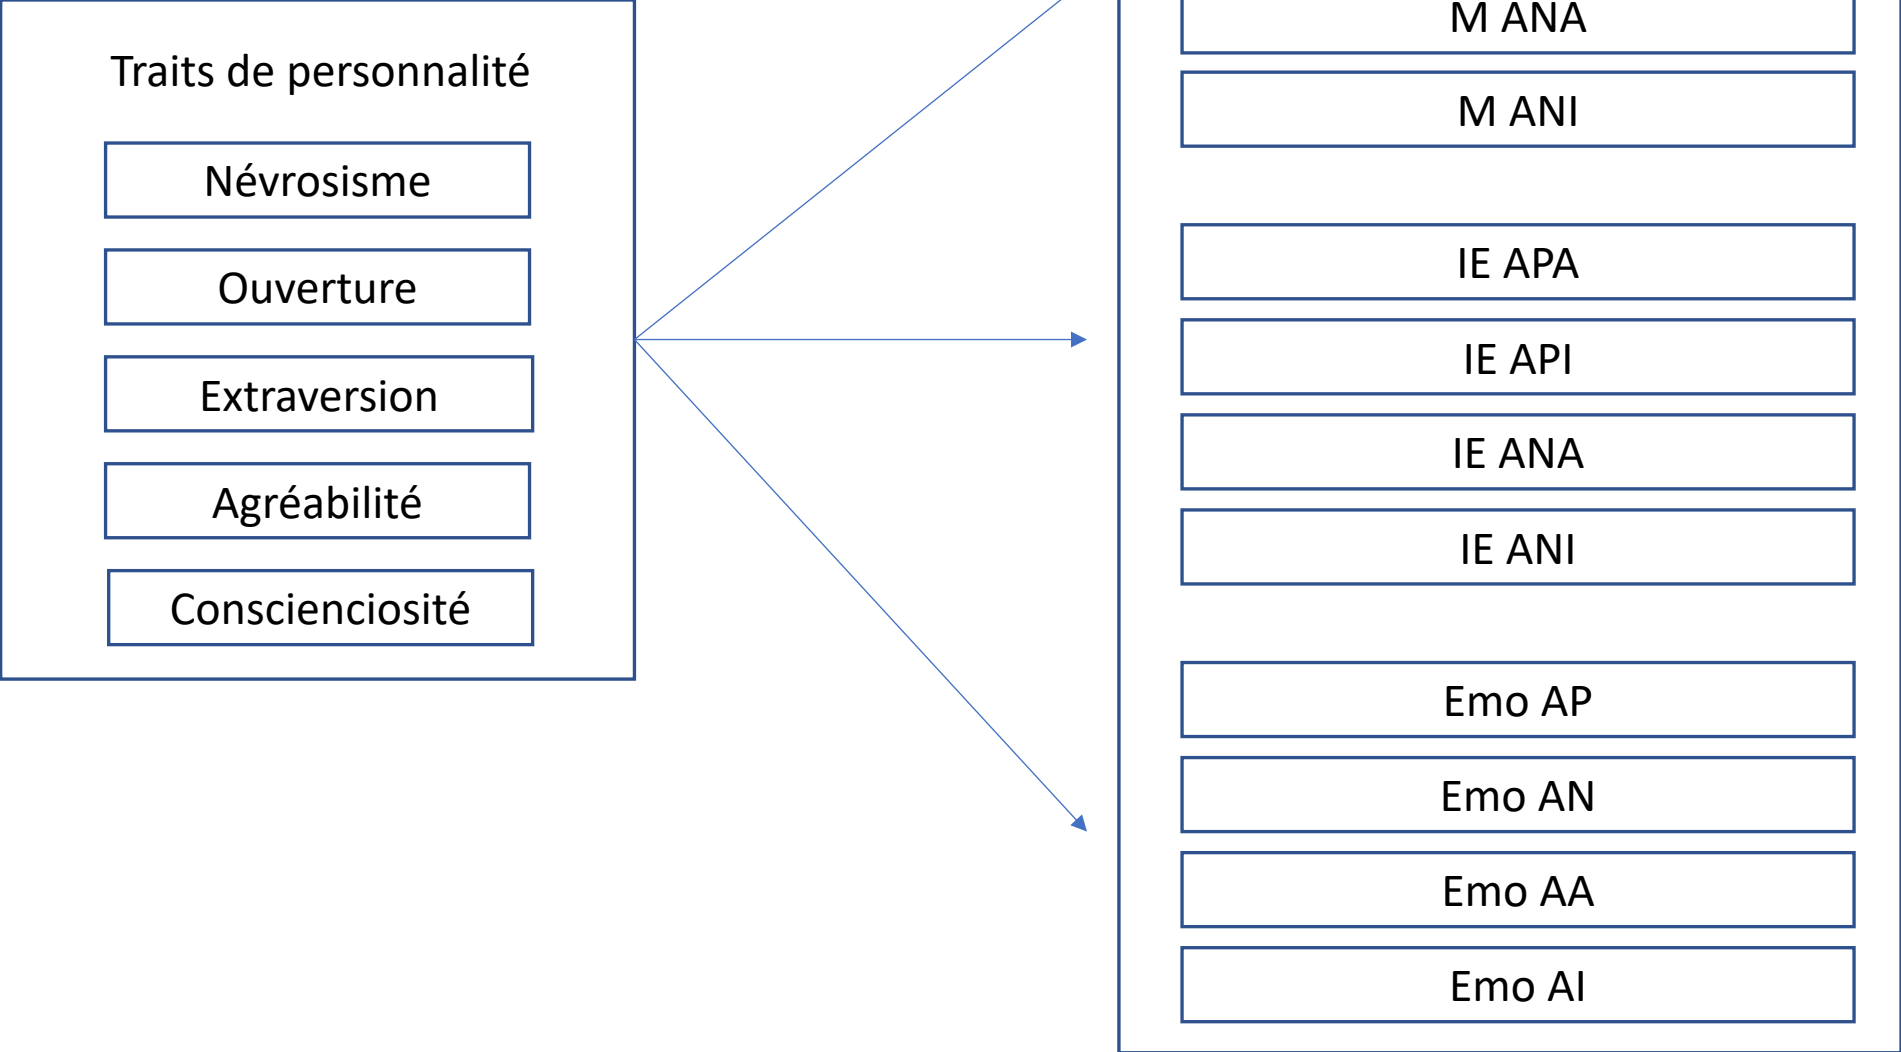 Traits de personnalité
Névrosisme
Ouverture
Extraversion
Agréabilité
Conscienciosité
M ANA
M ANI
IE APA
IE API
IE ANA
IE ANI
Emo AP
Emo AN
Emo AA
Emo AI